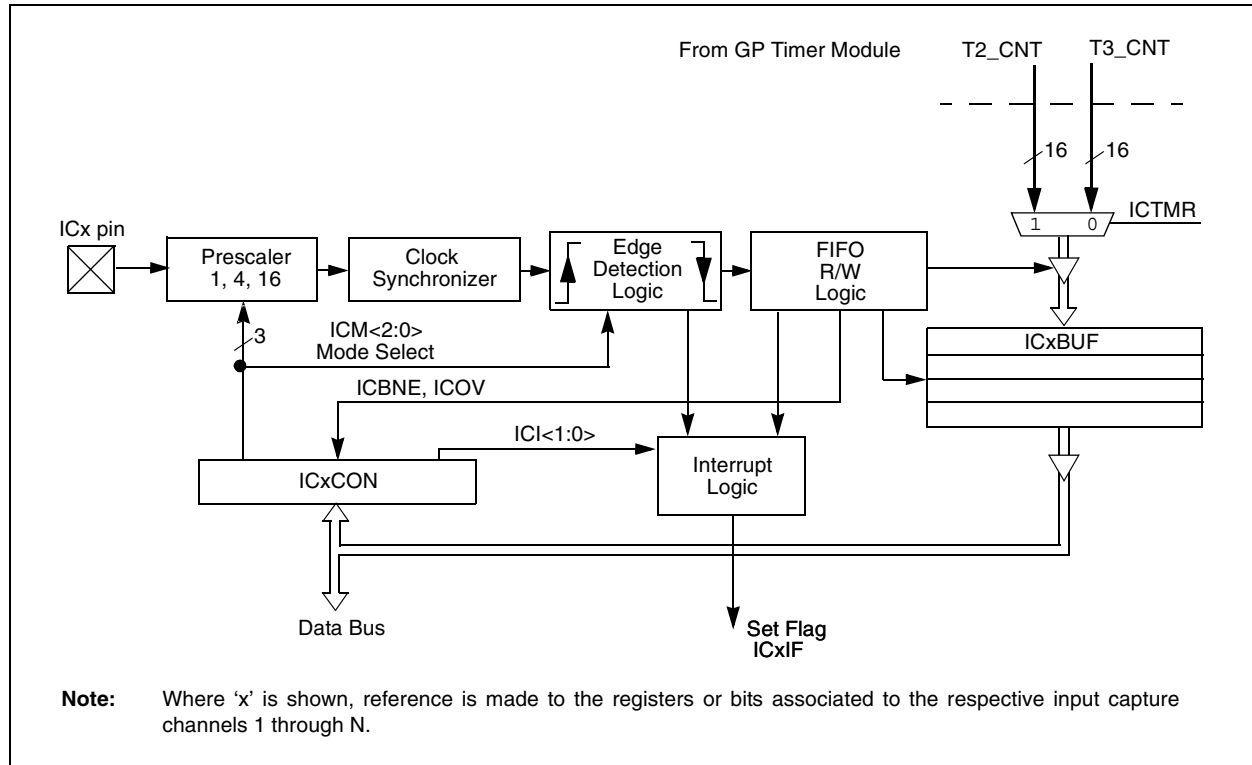 From GP Timer Module
T2_CNT
T3_CNT
16
16
ICTMR
1
0
ICx pin
Prescaler
1, 4, 16
Clock
Synchronizer
Edge
Detection
Logic
FIFO
R/W
Logic
3
ICM<2:0>
Mode Select
ICxBUF
ICBNE, ICOV
ICI<1:0>
Interrupt
Logic
ICxCON
Data Bus
Set Flag
ICxIF
Note: Where ‘x’ is shown, reference is made to the registers or bits associated to the respective input capture
channels 1 through N.